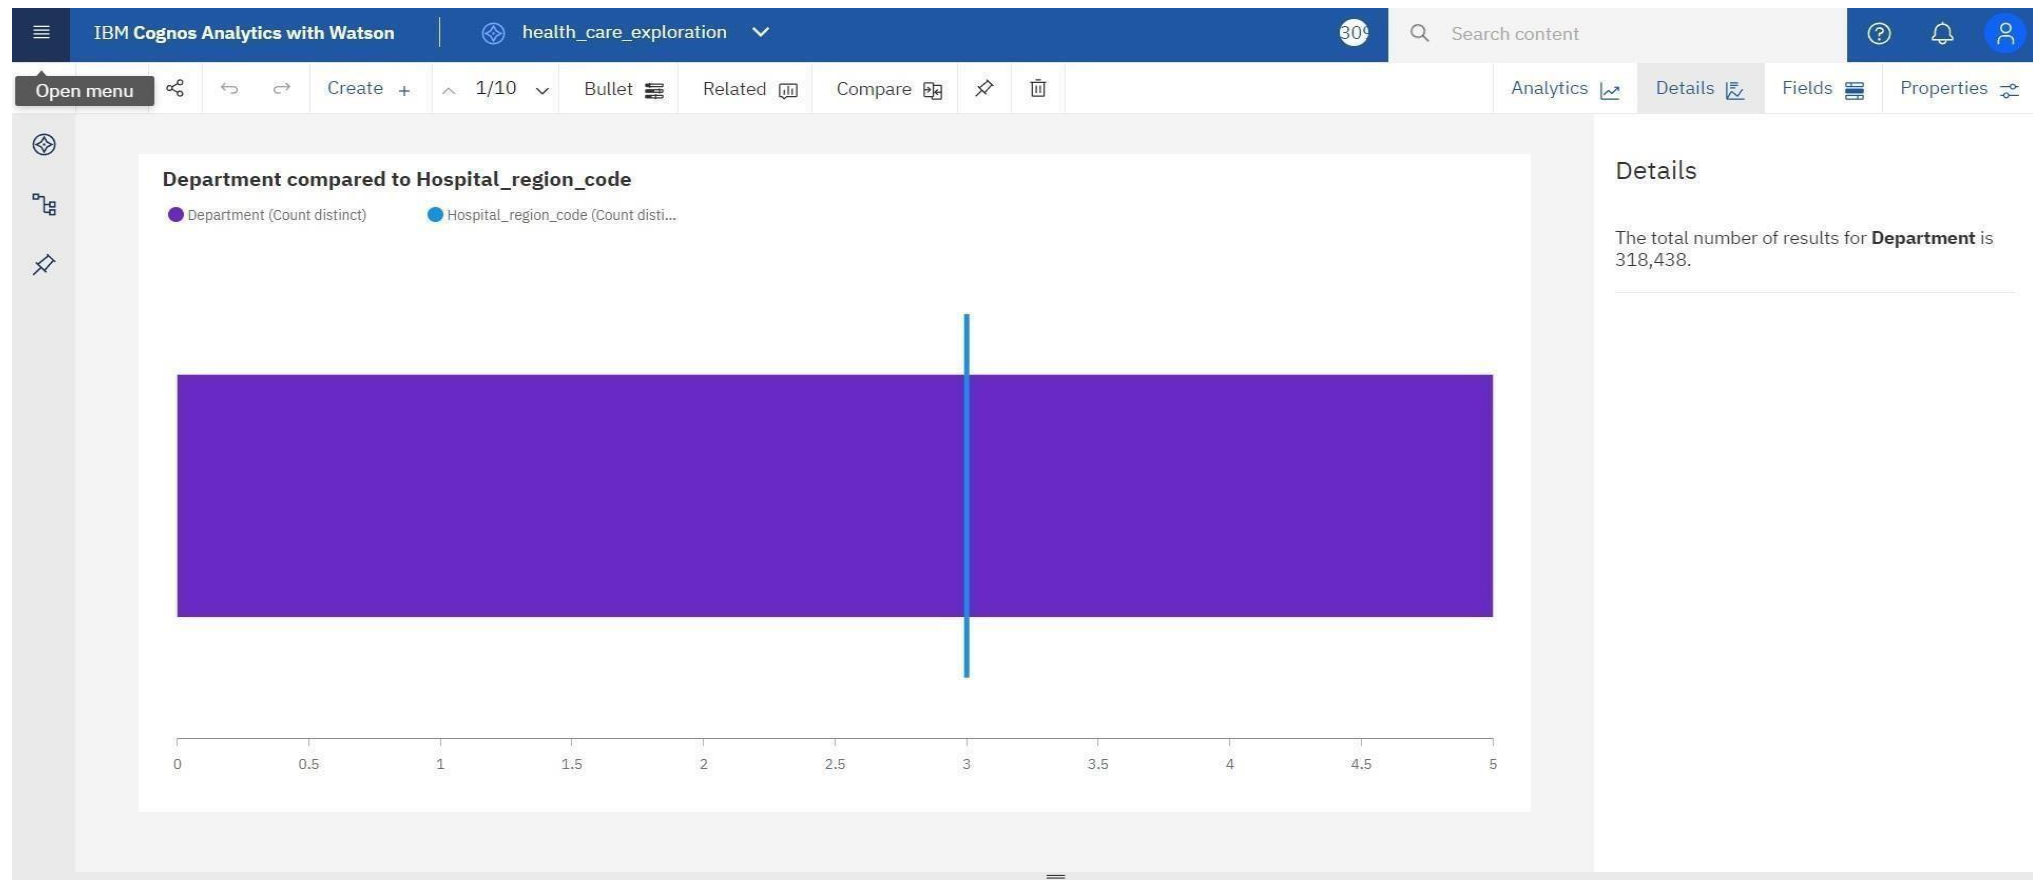 IBM Cognos Analytics with Watson
health_care_exploration
Search content
Open menu
Create +
1/10
Bullet
Related
Compare
Analytics
Details
Fields
Properties
Department compared to Hospital_region_code
Department (Count distinct)
Hospital_region_code (Count disti...
0 0.5 1 1.5 2 2.5 3 3.5 4 4.5 5
Details
The total number of results for Department is
318,438.